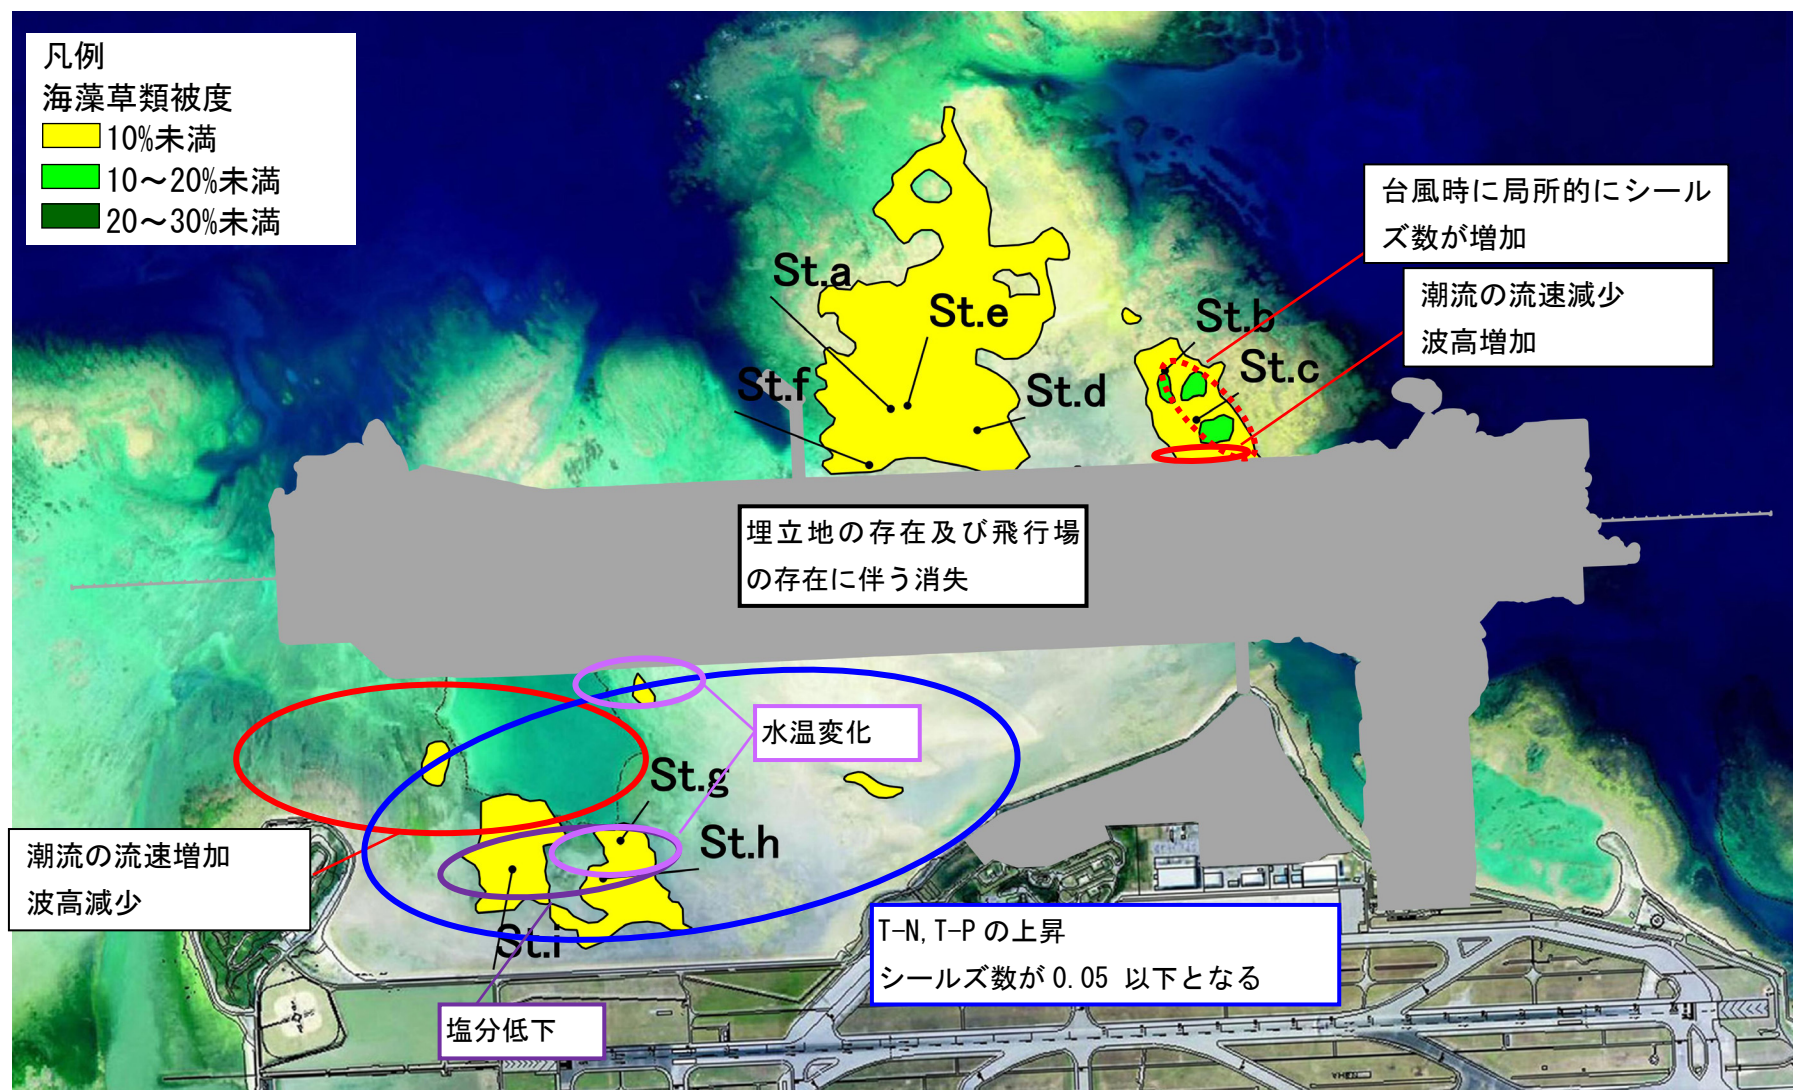 凡例
海藻草類被度
10%未満
10～20%未満
20～30%未満
台風時に局所的にシール
ズ数が増加
潮流の流速減少
波高増加
St.a
St.e
St.b
St.c
St.f
St.d
埋立地の存在及び飛行場
の存在に伴う消失
水温変化
St.g
St.h
潮流の流速増加
波高減少
St.i
T-N,T-Pの上昇
シールズ数が0.05 以下となる
塩分低下